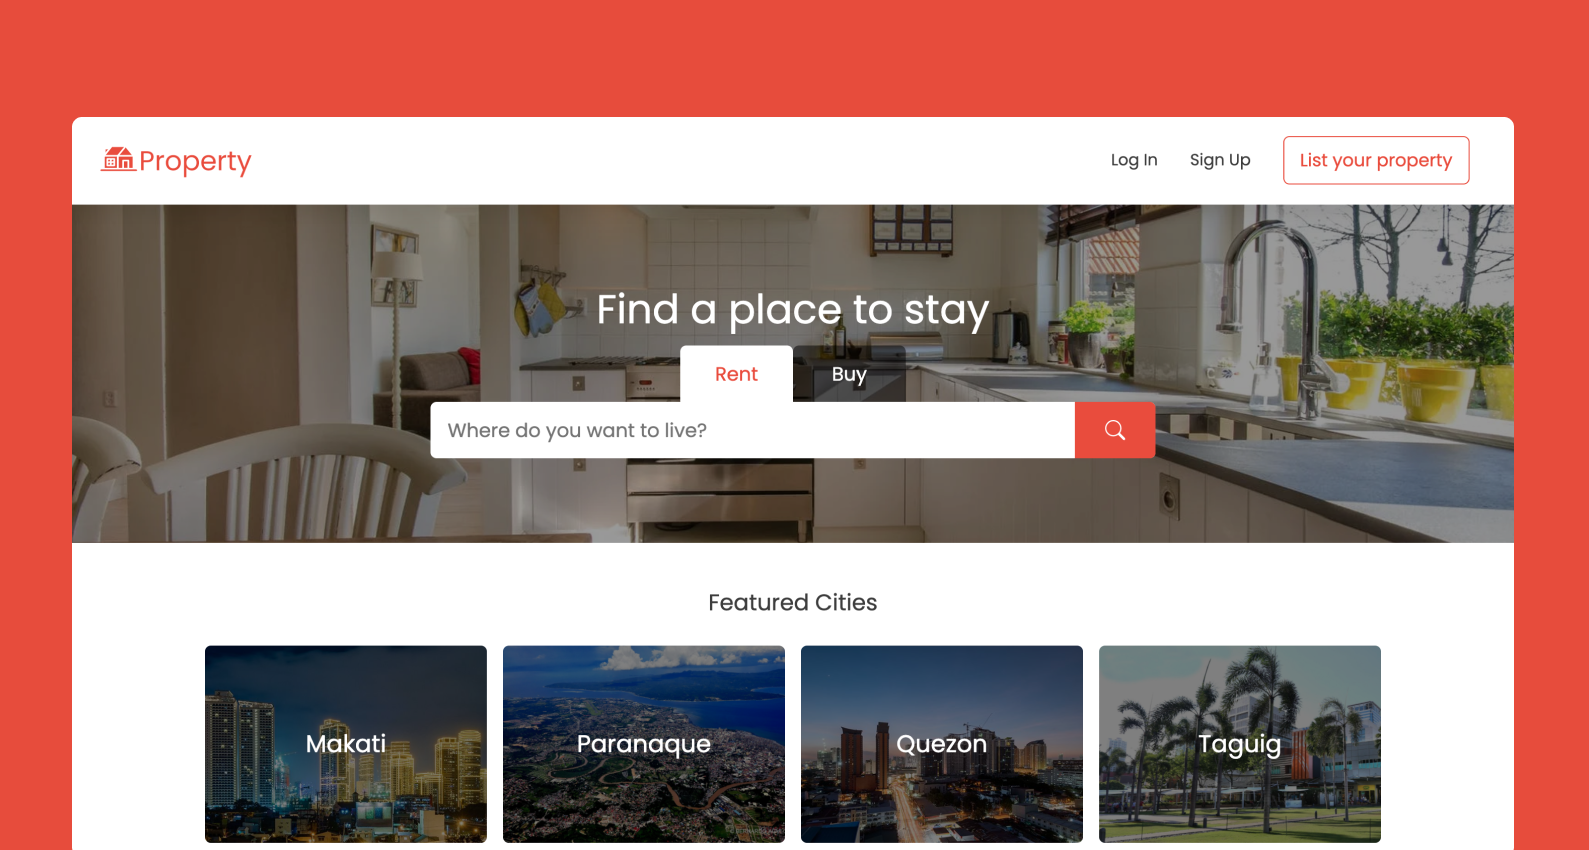 Property
Log In
Sign Up
List your property
Find a place to stay
Rent
Buy
Where do you want to live?
Featured Cities
Makati
Paranaque
Quezon
Taguig